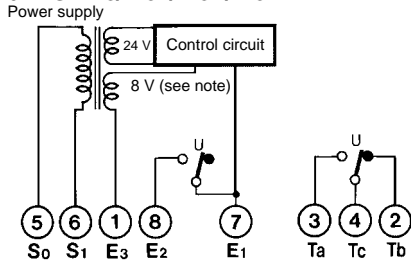 Power supply
24 V
Control circuit
8 V (see note)
U
U
5 6 1 8 7 3 4 2
S0 S1 E3 E2 E1 Ta Tc Tb